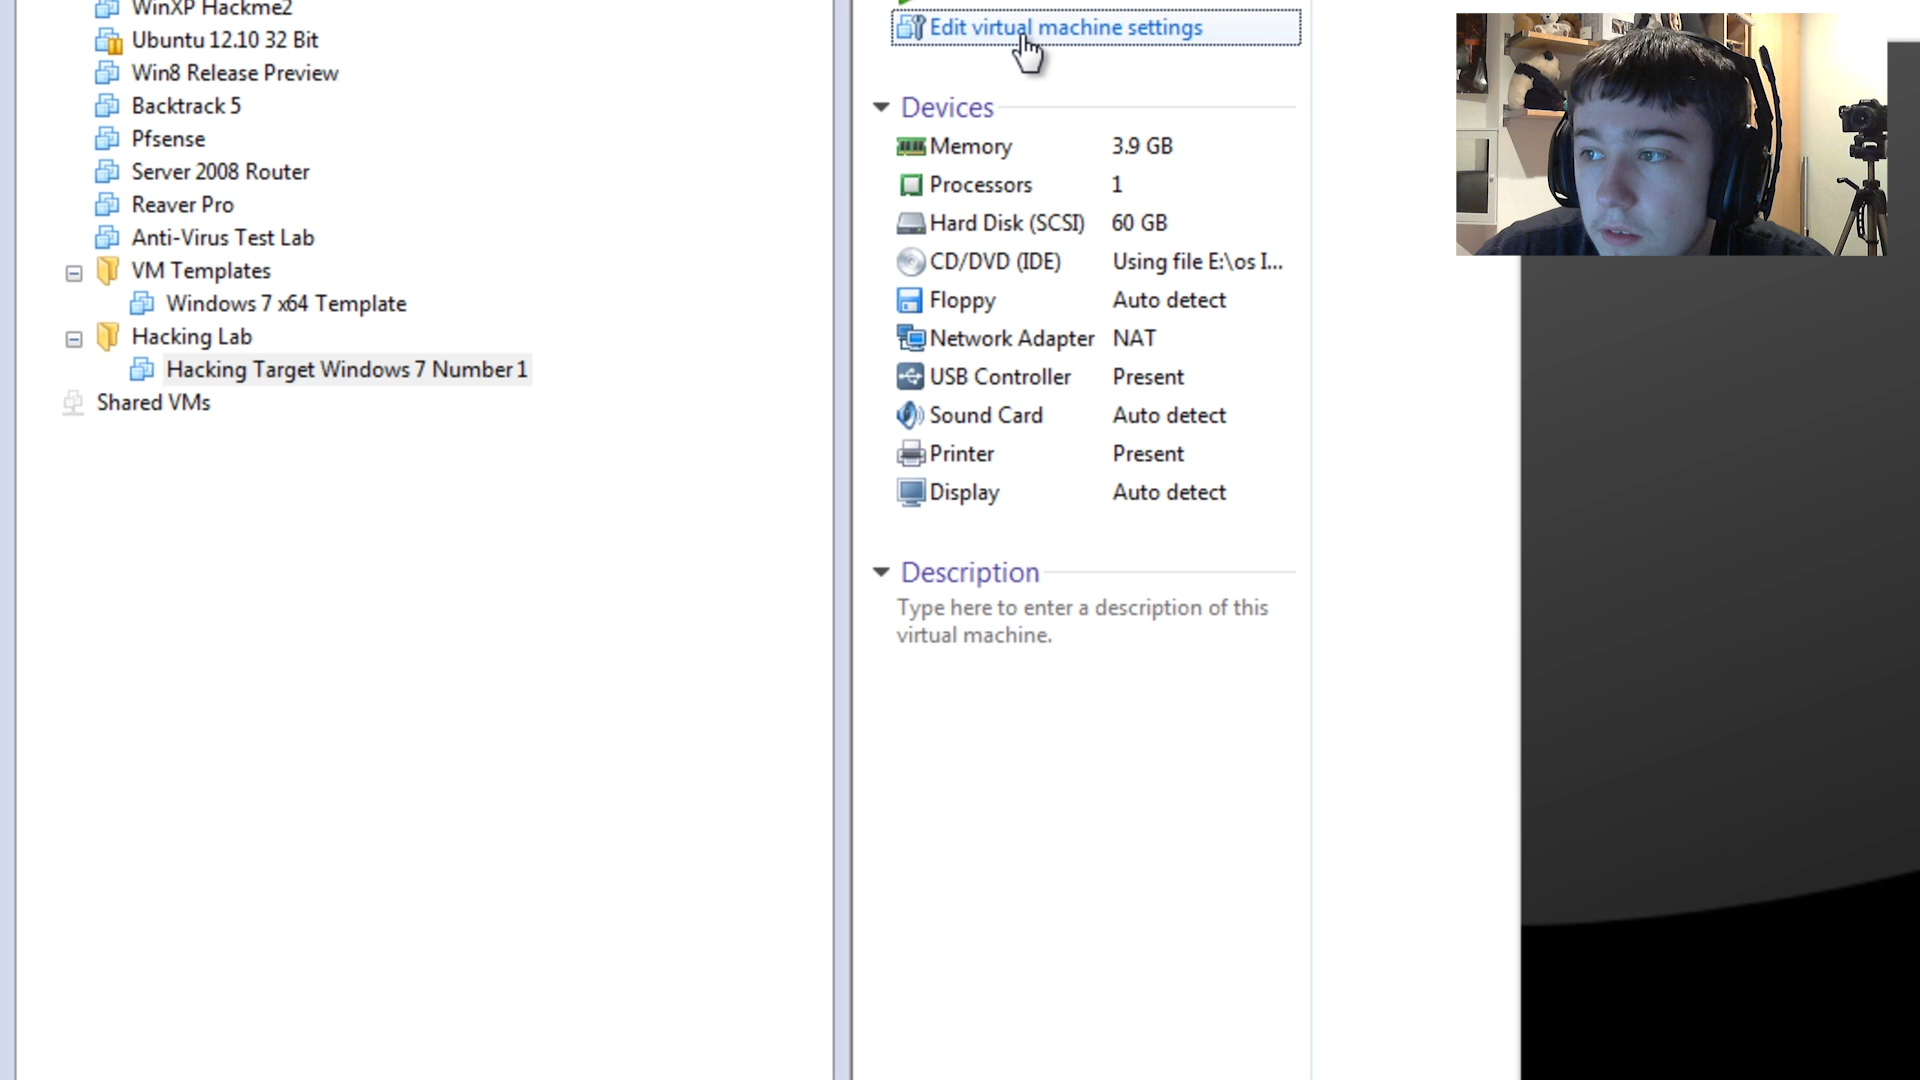 WinXP Hackme2
Ubuntu 12.10 32 Bit
Win8 Release Preview
Backtrack 5
Pfsense
Server 2008 Router
Reaver Pro
Anti-Virus Test Lab
VM Templates
Windows 7 x64 Template
Hacking Lab
Hacking Target Windows 7 Number 1
Shared VMs
Edit virtual machine settings
Devices
Memory 3.9 GB
Processors 1
Hard Disk (SCSI) 60 GB
CD/DVD (IDE) Using file E:\os I...
Floppy Auto detect
Network Adapter NAT
USB Controller Present
Sound Card Auto detect
Printer Present
Display Auto detect
Description
Type here to enter a description of this
virtual machine.